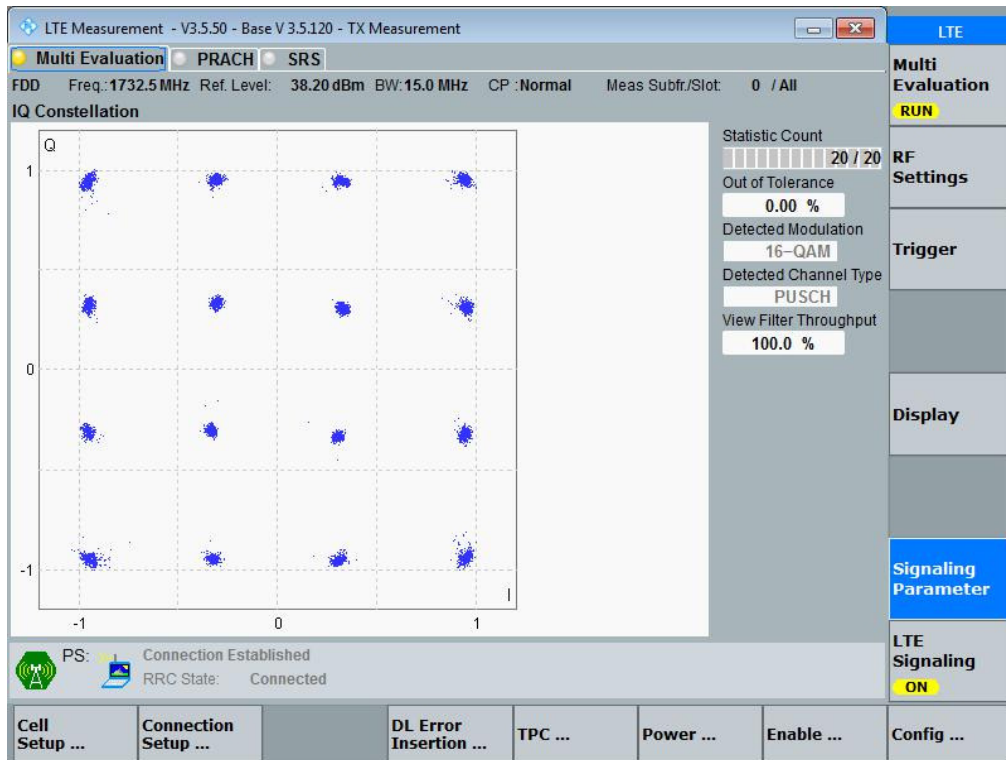 LTE Measurement - V3.5.50 - Base V 3.5.120 - TX Measurement
LTE
Multi Evaluation PRACH SRS
FDD Freq.:1732.5 MHz Ref. Level: 38.20 dBm BW:15.0 MHz CP :Normal Meas Subfr./Slot: 0 / All
IQ Constellation
Q
1
0
-1
-1 0 1
I
Statistic Count
20 / 20
Out of Tolerance
0.00 %
Detected Modulation
16-QAM
Detected Channel Type
PUSCH
View Filter Throughput
100.0 %
Multi
Evaluation
RUN
RF
Settings
Trigger
Display
Signaling
Parameter
LTE
Signaling
ON
PS: Connection Established
RRC State: Connected
Cell
Setup ...
Connection
Setup ...
DL Error
Insertion ...
TPC ...
Power ...
Enable ...
Config ...